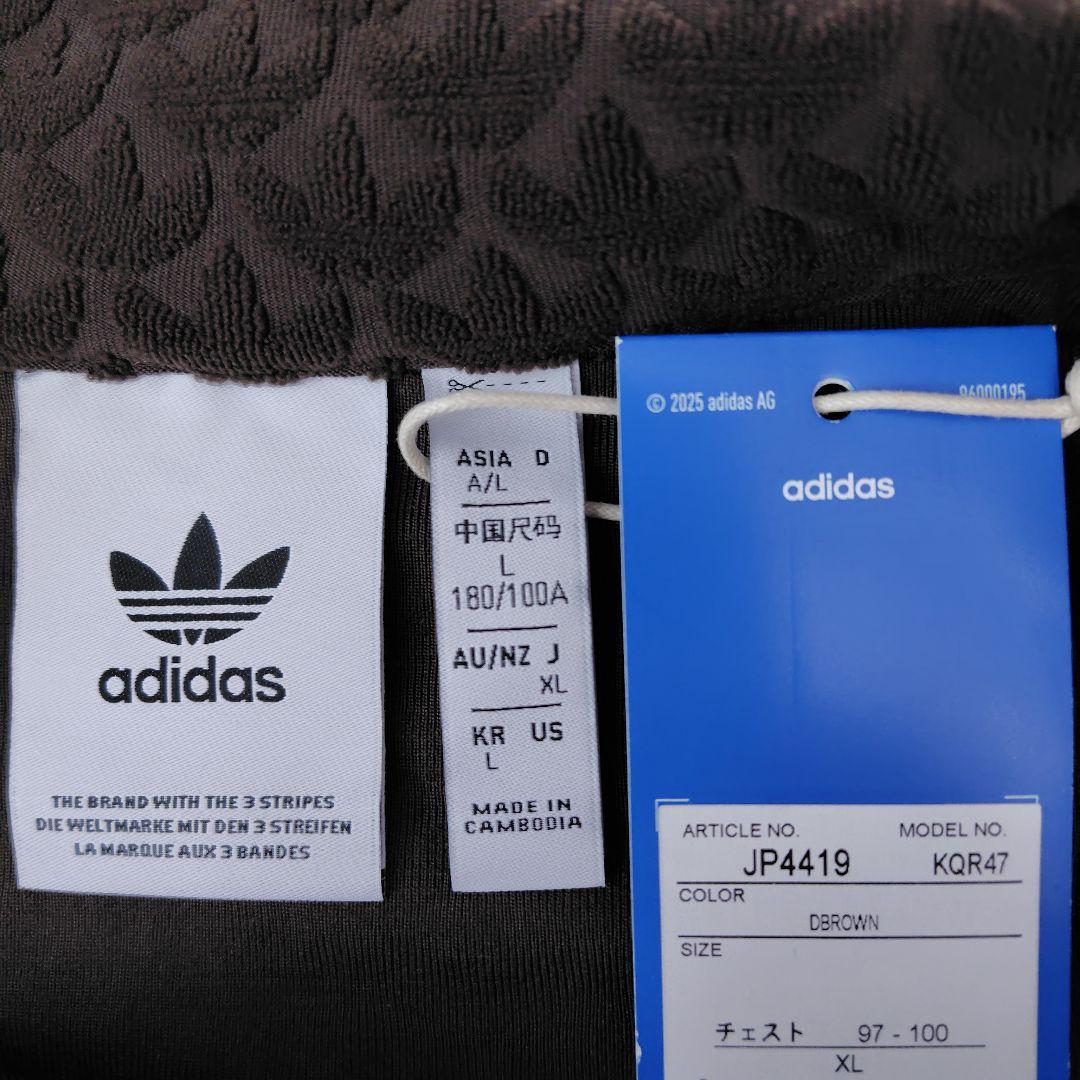 adidas
THE BRAND WITH THE 3 STRIPES
DIE WELTMARKE MIT DEN 3 STREIFEN
LA MARQUE AUX 3 BANDES
ASIA D
A/L
中国尺码
L
180/100A
AU/NZ J
XL
KR US
L
MADE IN
CAMBODIA
© 2025 adidas AG
adidas
ARTICLE NO. MODEL NO.
JP4419 KQR47
COLOR
DBROWN
SIZE
チェスト 97 - 100
XL